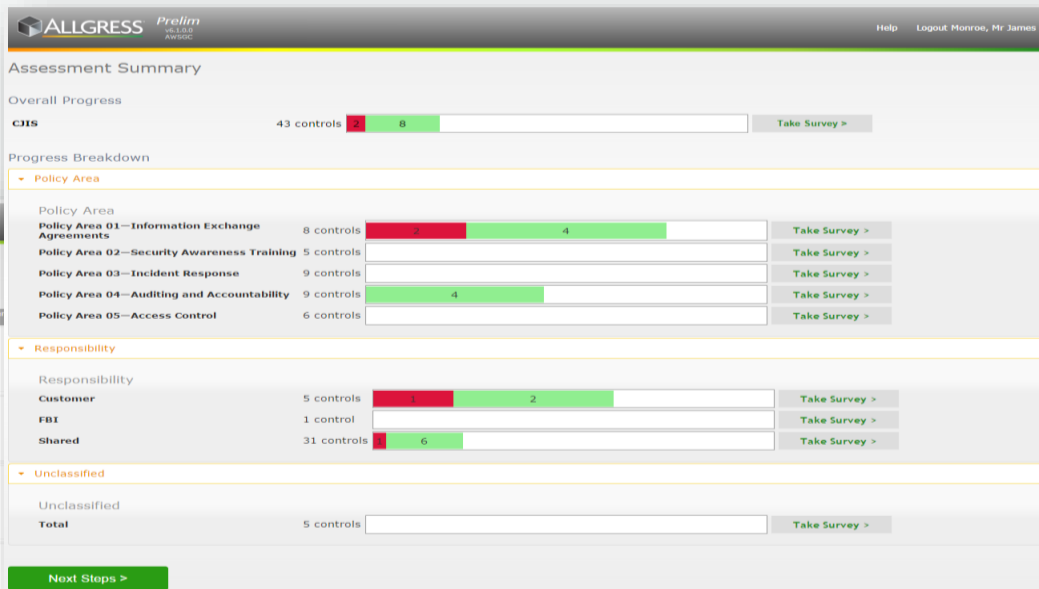 ALLGRESS Prelim
v6.1.0.0
AWSOC
Help Logout Monroe, Mr James
Assessment Summary
Overall Progress
CJIS 43 controls 2 8 Take Survey >
Progress Breakdown
Policy Area
Policy Area
Policy Area 01—Information Exchange
Agreements 8 controls 2 4 Take Survey >
Policy Area 02—Security Awareness Training 5 controls Take Survey >
Policy Area 03—Incident Response 9 controls Take Survey >
Policy Area 04—Auditing and Accountability 9 controls 4 Take Survey >
Policy Area 05—Access Control 6 controls Take Survey >
Responsibility
Responsibility
Customer 5 controls 1 2 Take Survey >
FBI 1 control Take Survey >
Shared 31 controls 1 6 Take Survey >
Unclassified
Unclassified
Total 5 controls Take Survey >
Next Steps >